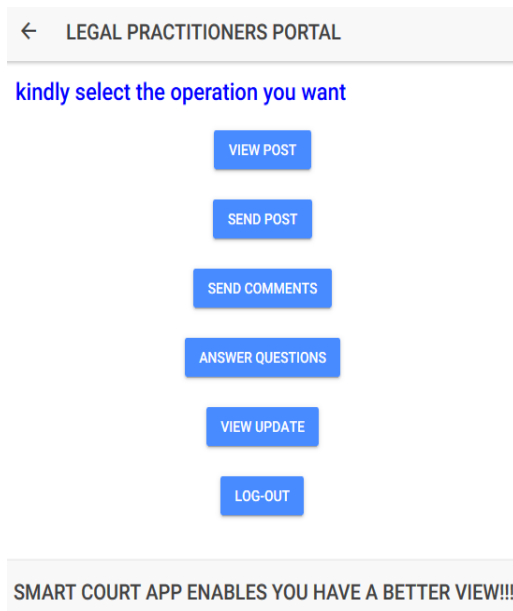 LEGAL PRACTITIONERS PORTAL
kindly select the operation you want
VIEW POST
SEND POST
SEND COMMENTS
ANSWER QUESTIONS
VIEW UPDATE
LOG-OUT
SMART COURT APP ENABLES YOU HAVE A BETTER VIEW!!!